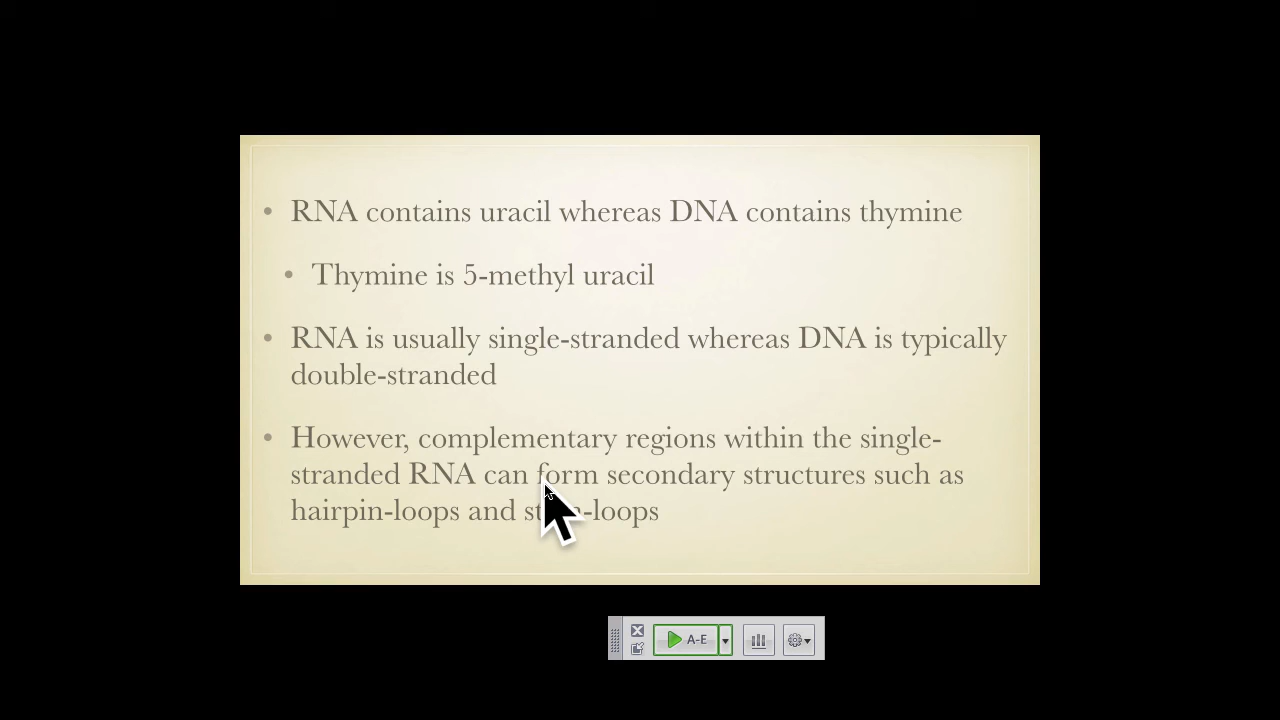 • RNA contains uracil whereas DNA contains thymine
• Thymine is 5-methyl uracil
• RNA is usually single-stranded whereas DNA is typically
double-stranded
• However, complementary regions within the single-
stranded RNA can form secondary structures such as
hairpin-loops and -loops
A-E